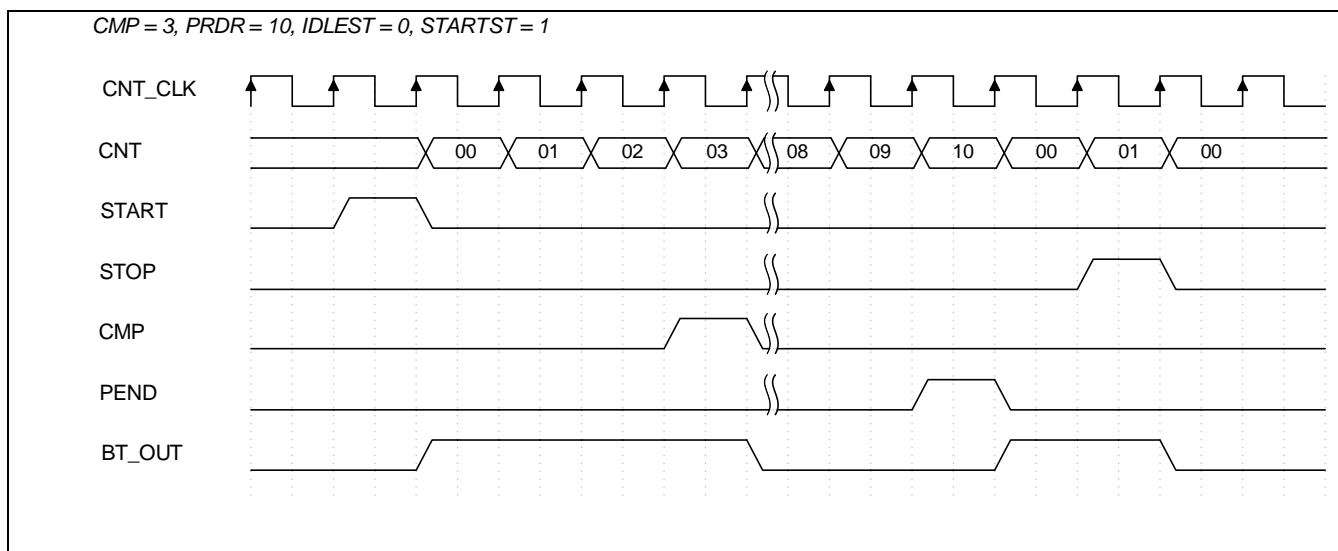 CMP = 3, PRDR = 10, IDLEST = 0, STARTST = 1
CNT_CLK
CNT 00 01 02 03 08 09 10 00 01 00
START
STOP
CMP
PEND
BT_OUT